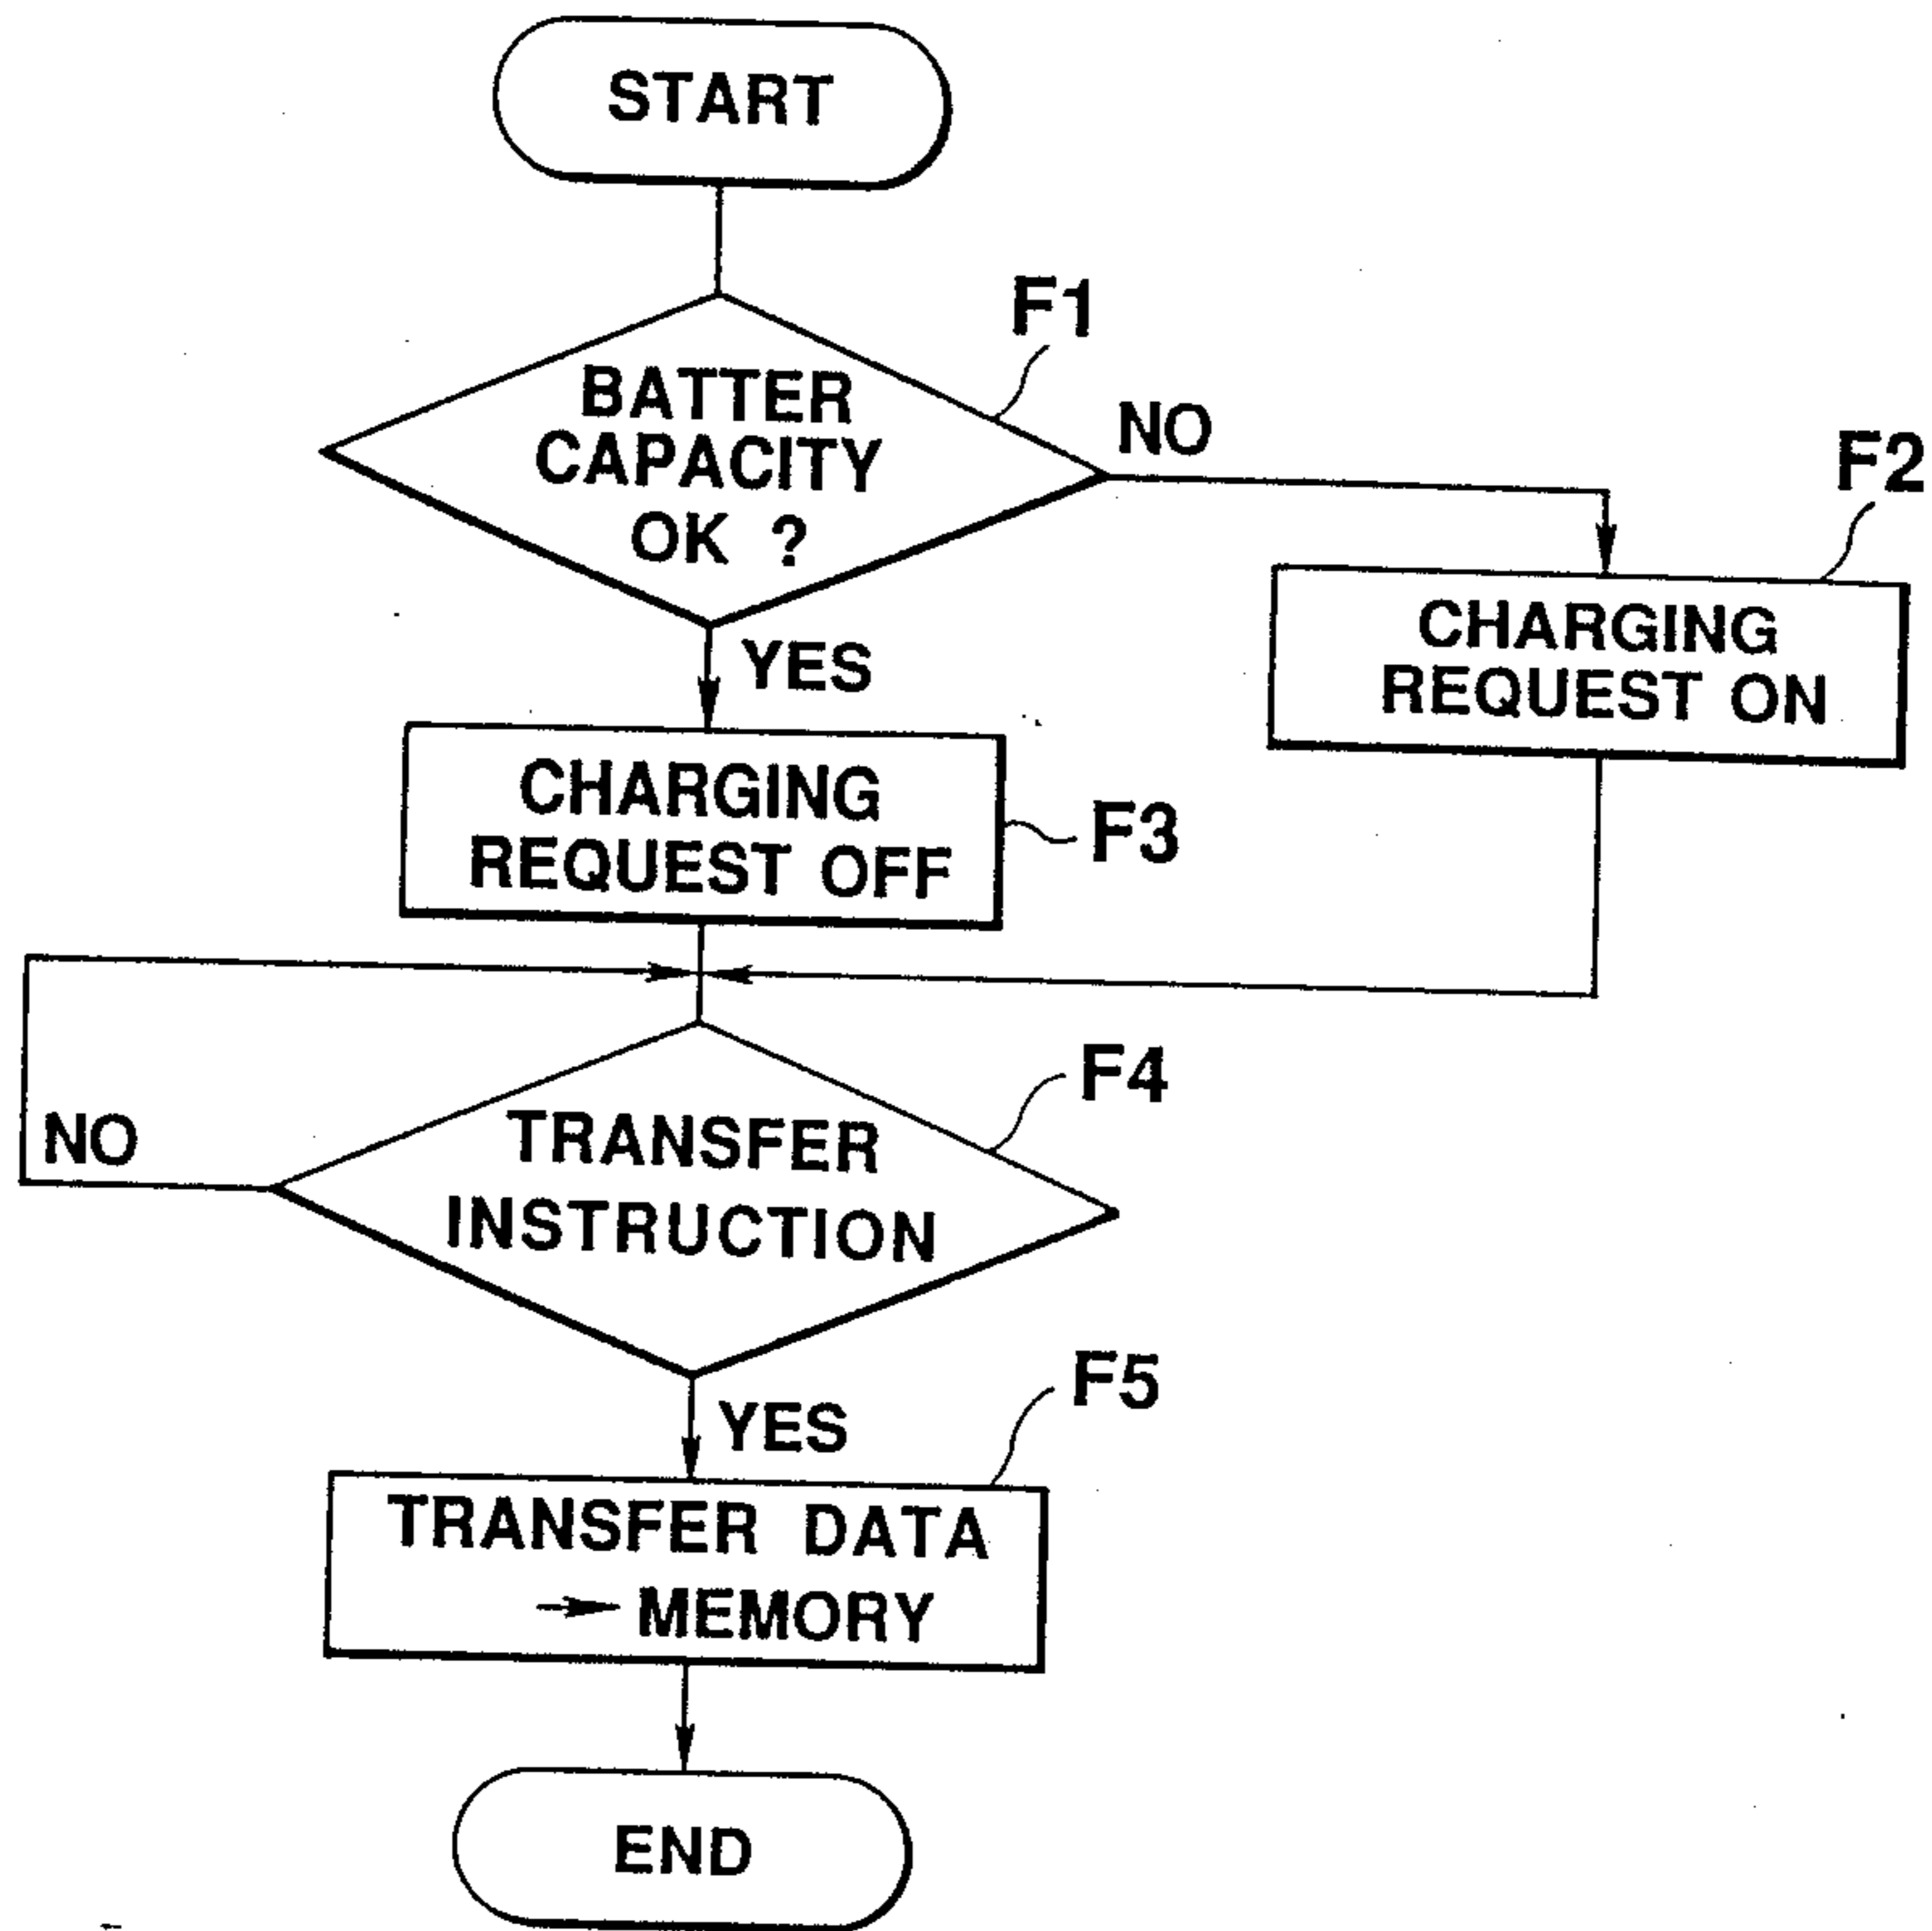 START
F1
BATTER
CAPACITY
OK ?
NO
F2
CHARGING
REQUEST ON
YES
CHARGING
REQUEST OFF
F3
F4
TRANSFER
INSTRUCTION
NO
YES
F5
TRANSFER DATA
→ MEMORY
END